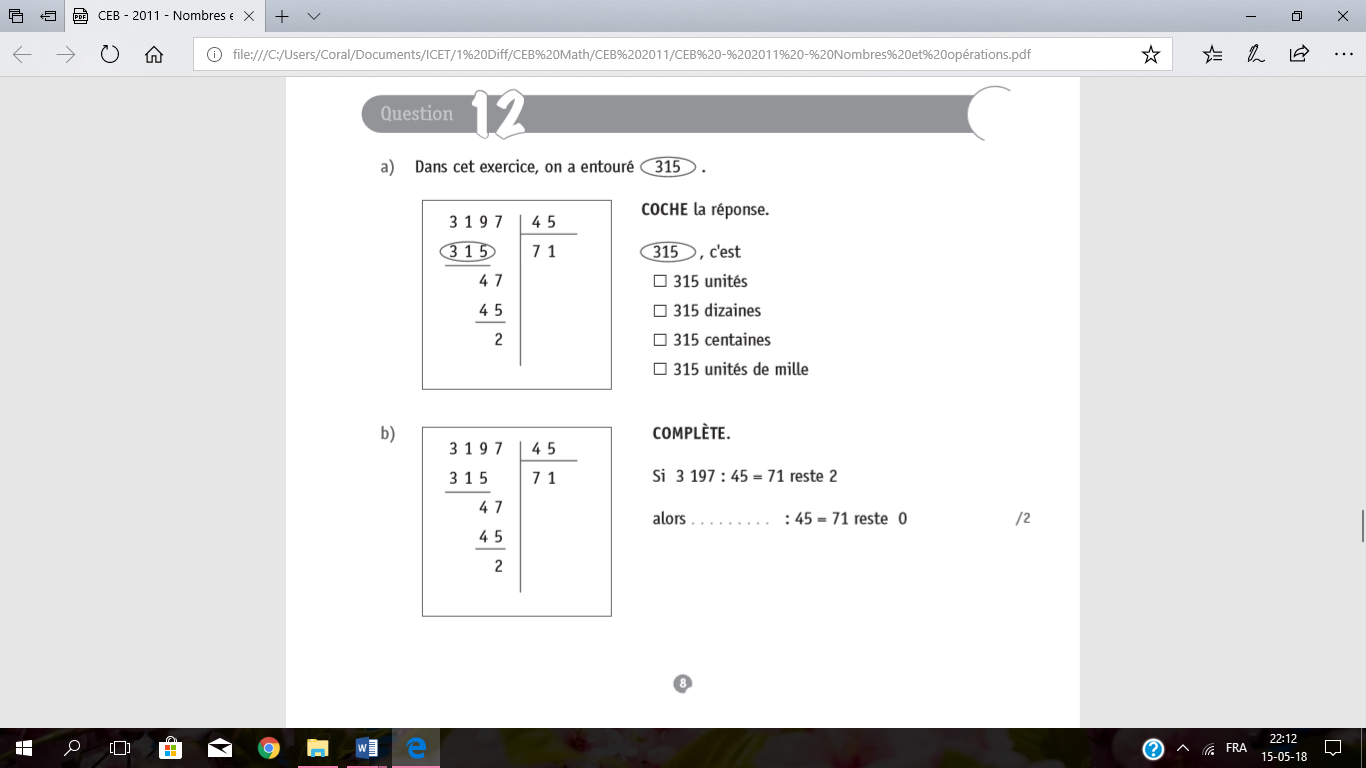 CEB - 2011 - Nombres e
file:///C:/Users/Coral/Documents/ICET/1%20Diff/CEB%20Math/CEB%202011/CEB%20-%202011%20-%20Nombres%20et%20opérations.pdf
Question 12
a) Dans cet exercice, on a entouré 315 .
3 1 9 7 4 5
3 1 5 7 1
4 7
4 5
2
COCHE la réponse.
315 , c'est
☐ 315 unités
☐ 315 dizaines
☐ 315 centaines
☐ 315 unités de mille
b)
3 1 9 7 4 5
3 1 5 7 1
4 7
4 5
2
COMPLÈTE.
Si 3 197 : 45 = 71 reste 2
alors . . . . . . . . . : 45 = 71 reste 0 /2
8
FRA
22:12
15-05-18